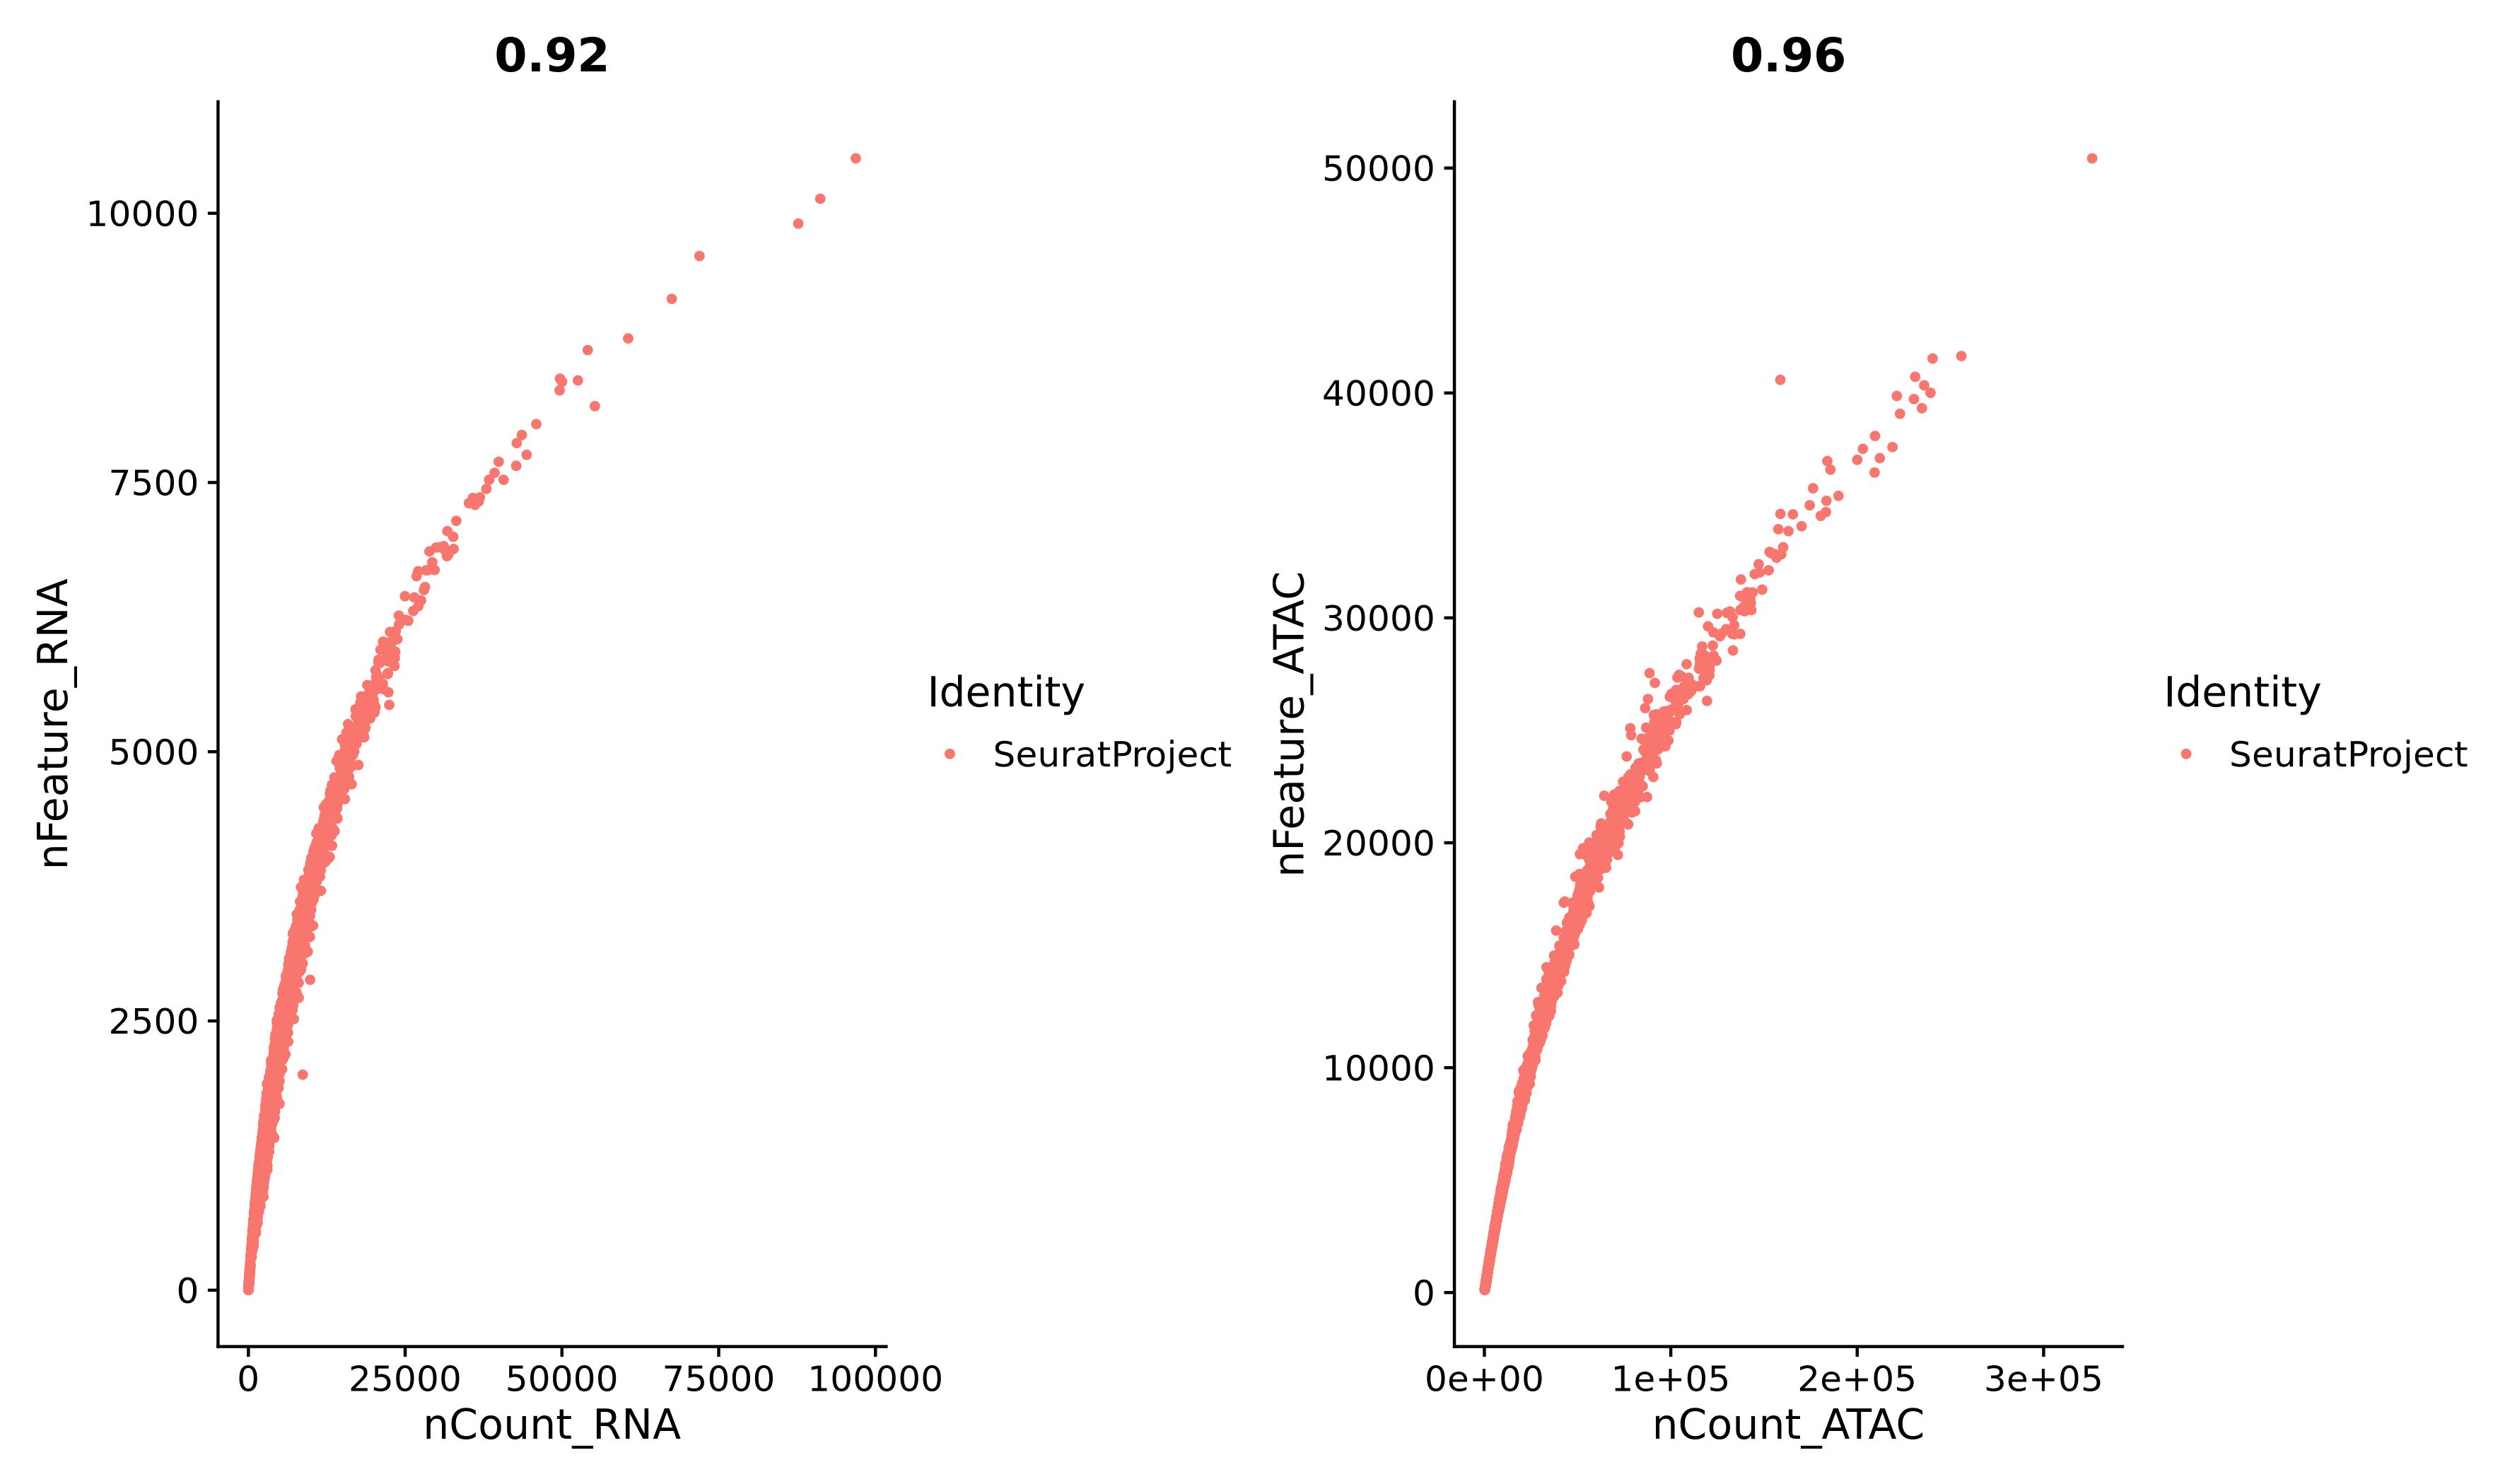 0.92
nFeature_RNA
10000
7500
5000
2500
0
0 25000 50000 75000 100000
nCount_RNA
Identity
SeuratProject
0.96
nFeature_ATAC
50000
40000
30000
20000
10000
0
0e+00 1e+05 2e+05 3e+05
nCount_ATAC
Identity
SeuratProject